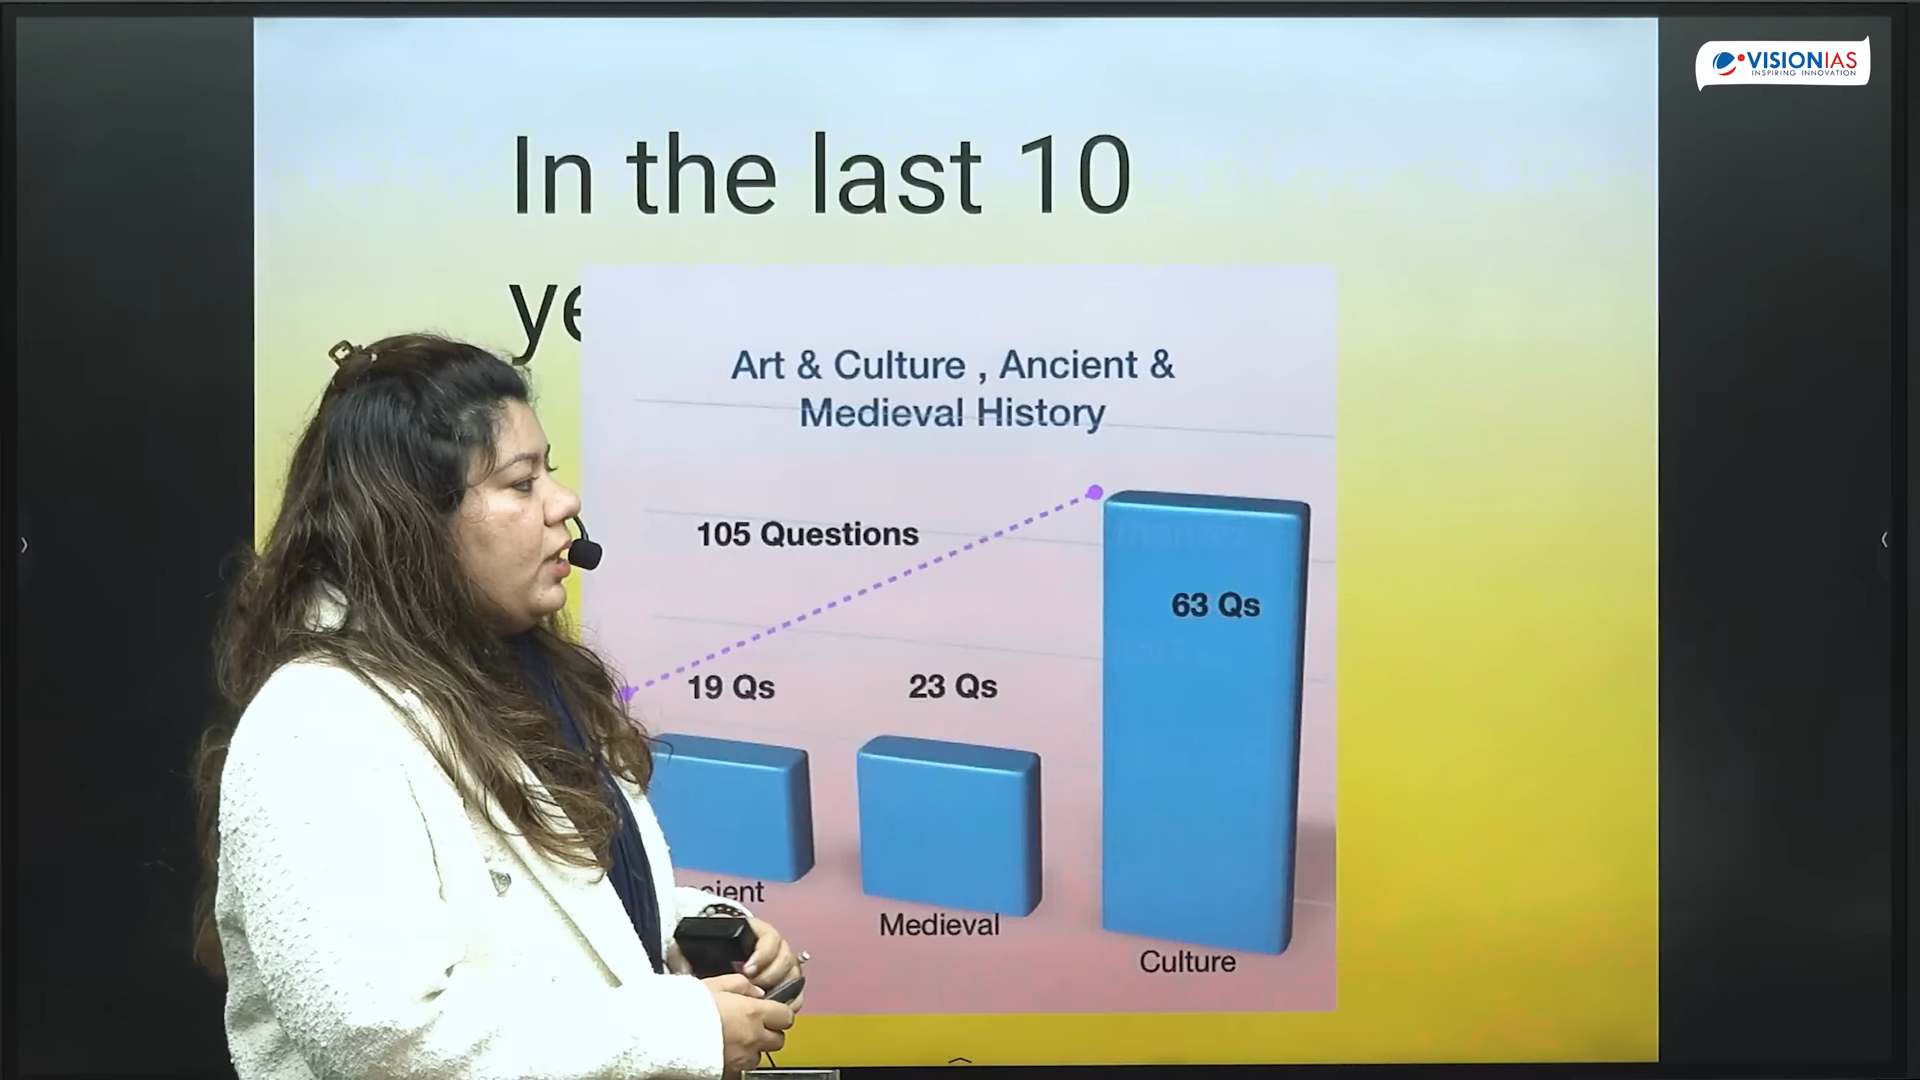 VISIONIAS
INSPIRING INNOVATION
In the last 10
Art & Culture , Ancient &
Medieval History
105 Questions
63 Qs
19 Qs
23 Qs
Medieval
Culture